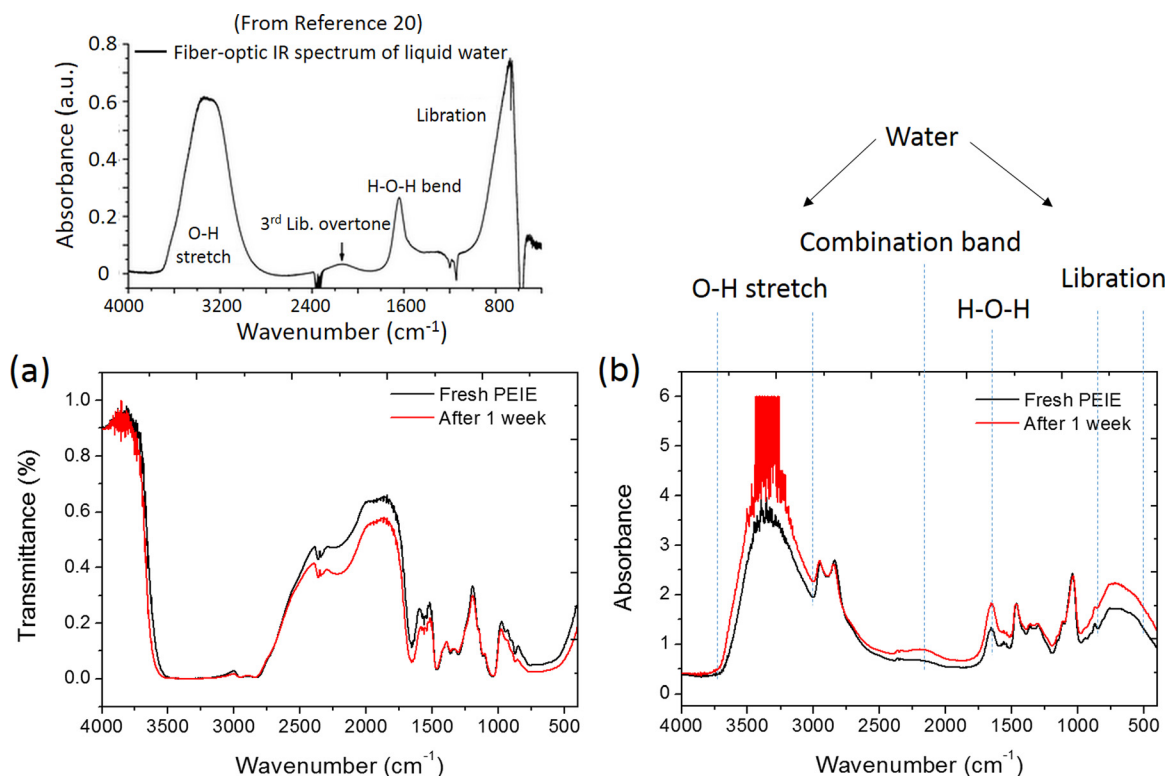 (From Reference 20)
Fiber-optic IR spectrum of liquid water
Absorbance (a.u.)
0.8
0.6
0.4
0.2
0
Libration
H-O-H bend
3rd Lib. overtone
O-H
stretch
4000 3200 2400 1600 800
Wavenumber (cm-1)
Water
Combination band
O-H stretch
Libration
H-O-H
(a)
Fresh PEIE
After 1 week
Transmittance (%)
1.0
0.8
0.6
0.4
0.2
0.0
4000 3500 3000 2500 2000 1500 1000 500
Wavenumber (cm-1)
(b)
Fresh PEIE
After 1 week
Absorbance
6
5
4
3
2
1
0
4000 3500 3000 2500 2000 1500 1000 500
Wavenumber (cm-1)